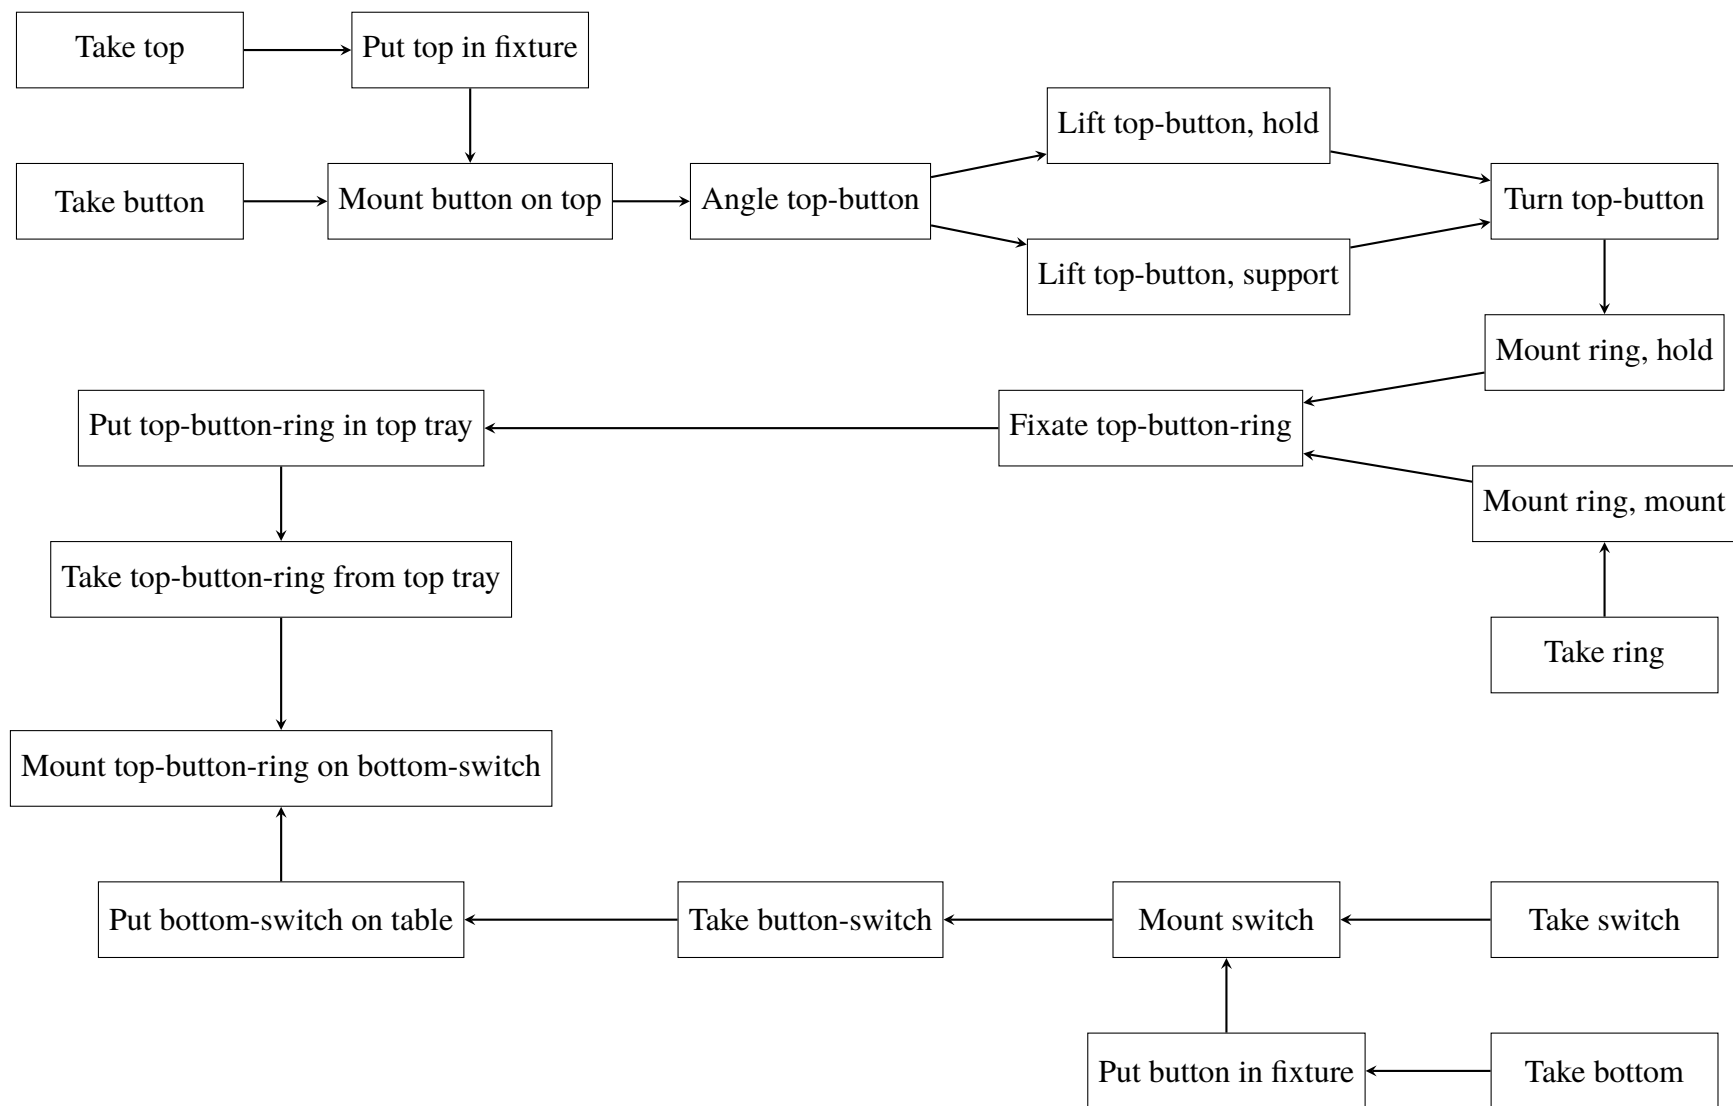 Take top
Put top in fixture
Lift top-button, hold
Take button
Mount button on top
Angle top-button
Turn top-button
Lift top-button, support
Mount ring, hold
Put top-button-ring in top tray
Fixate top-button-ring
Mount ring, mount
Take top-button-ring from top tray
Take ring
Mount top-button-ring on bottom-switch
Put bottom-switch on table
Take button-switch
Mount switch
Take switch
Put button in fixture
Take bottom